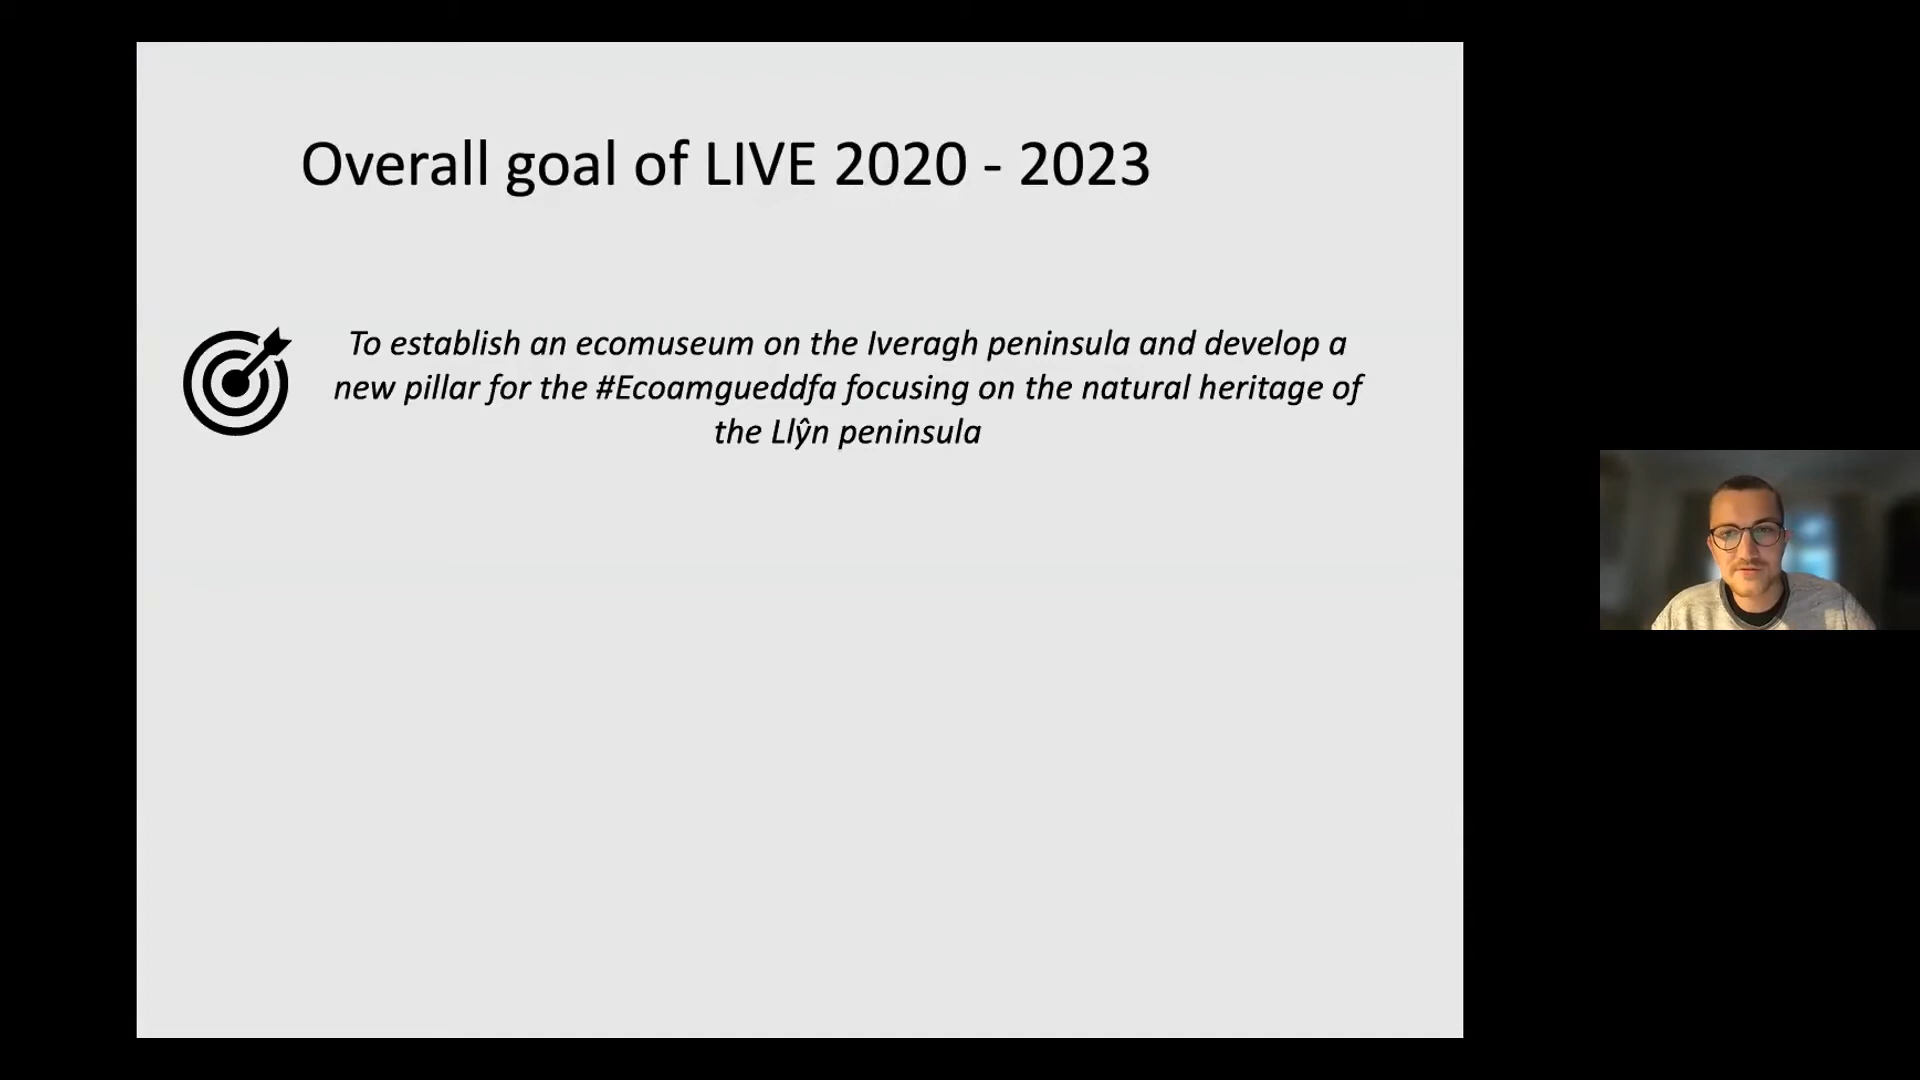 Overall goal of LIVE 2020 - 2023
To establish an ecomuseum on the Iveragh peninsula and develop a
new pillar for the #Ecoamgueddfa focusing on the natural heritage of
the Llŷn peninsula